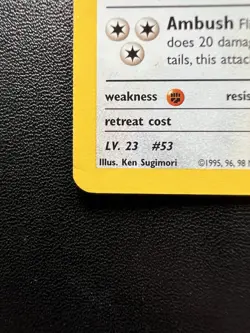 Ambush Fli
does 20 damag
tails, this attac
weakness resis
retreat cost
LV. 23 #53
Illus. Ken Sugimori ©1995, 96, 98